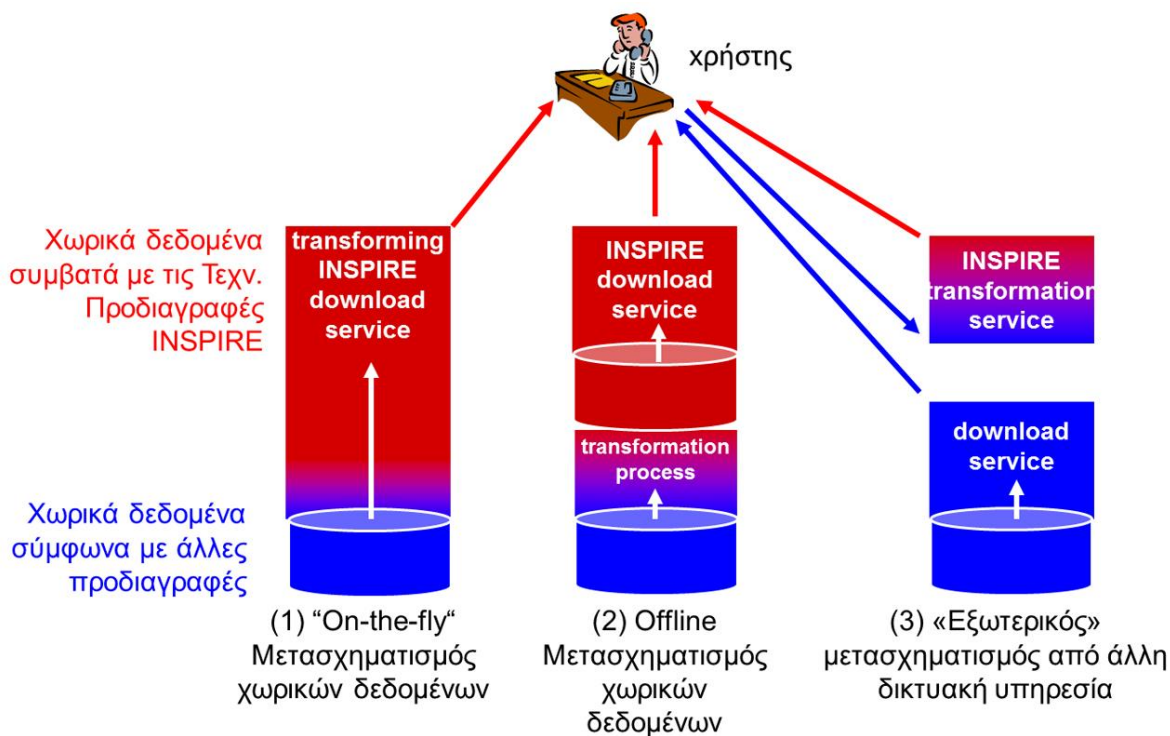 χρήστης
Χωρικά δεδομένα
συμβατά με τις Τεχν.
Προδιαγραφές
INSPIRE
transforming
INSPIRE
download
service
INSPIRE
download
service
transformation
process
INSPIRE
transformation
service
download
service
Χωρικά δεδομένα
σύμφωνα με άλλες
προδιαγραφές
(1) “On-the-fly“
Μετασχηματισμός
χωρικών δεδομένων
(2) Offline
Μετασχηματισμός
χωρικών
δεδομένων
(3) «Εξωτερικός»
μετασχηματισμός από άλλη
δικτυακή υπηρεσία